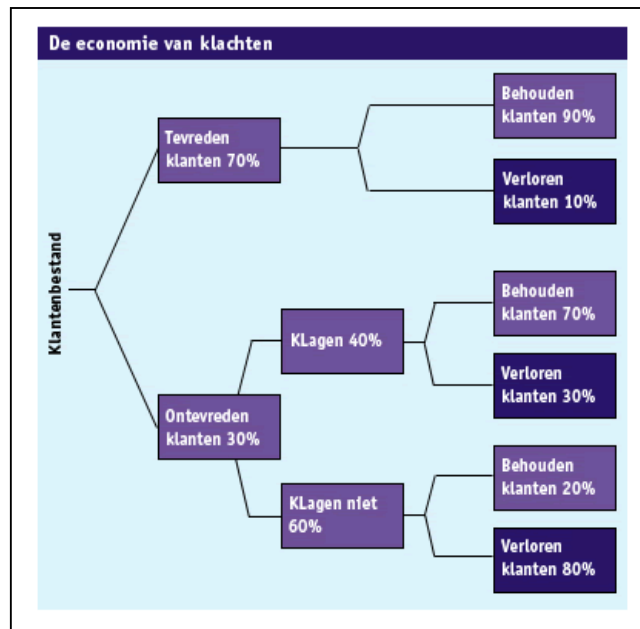 De economie van klachten
Klantenbestand
Tevreden
klanten 70%
Behouden
klanten 90%
Verloren
klanten 10%
Ontevreden
klanten 30%
KLagen 40%
Behouden
klanten 70%
Verloren
klanten 30%
KLagen niet
60%
Behouden
klanten 20%
Verloren
klanten 80%